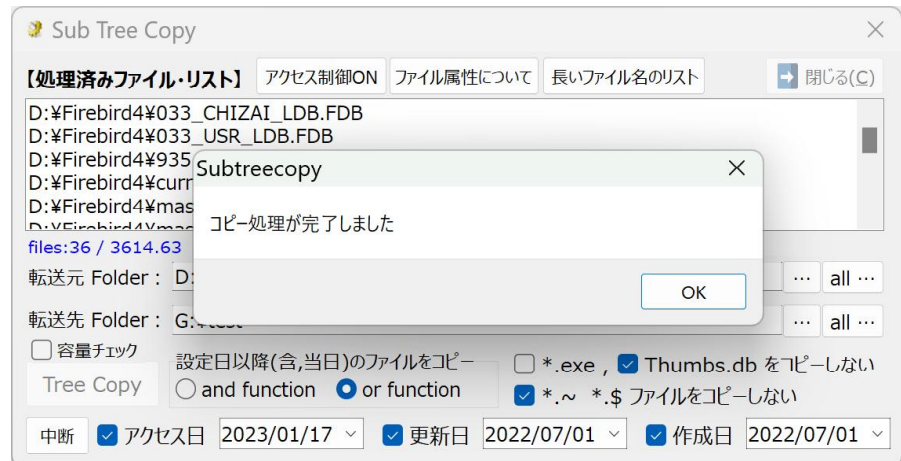 Sub Tree Copy
【処理済みファイル・リスト】 アクセス制御ON ファイル属性について 長いファイル名のリスト 閉じる(C)
D:¥Firebird4¥033_CHIZAI_LDB.FDB
D:¥Firebird4¥033_USR_LDB.FDB
D:¥Firebird4¥935
D:¥Firebird4¥curr
D:¥Firebird4¥mas
D:¥Firebird4¥mas
Subtreecopy
コピー処理が完了しました
OK
files:36 / 3614.63
転送元 Folder : D: ... all ...
転送先 Folder : G:¥test ... all ...
容量チェック
設定日以降(含,当日)のファイルをコピー
*.exe , Thumbs.db をコピーしない
Tree Copy
and function or function
*.~ *.$ ファイルをコピーしない
中断 アクセス日 2023/01/17 更新日 2022/07/01 作成日 2022/07/01